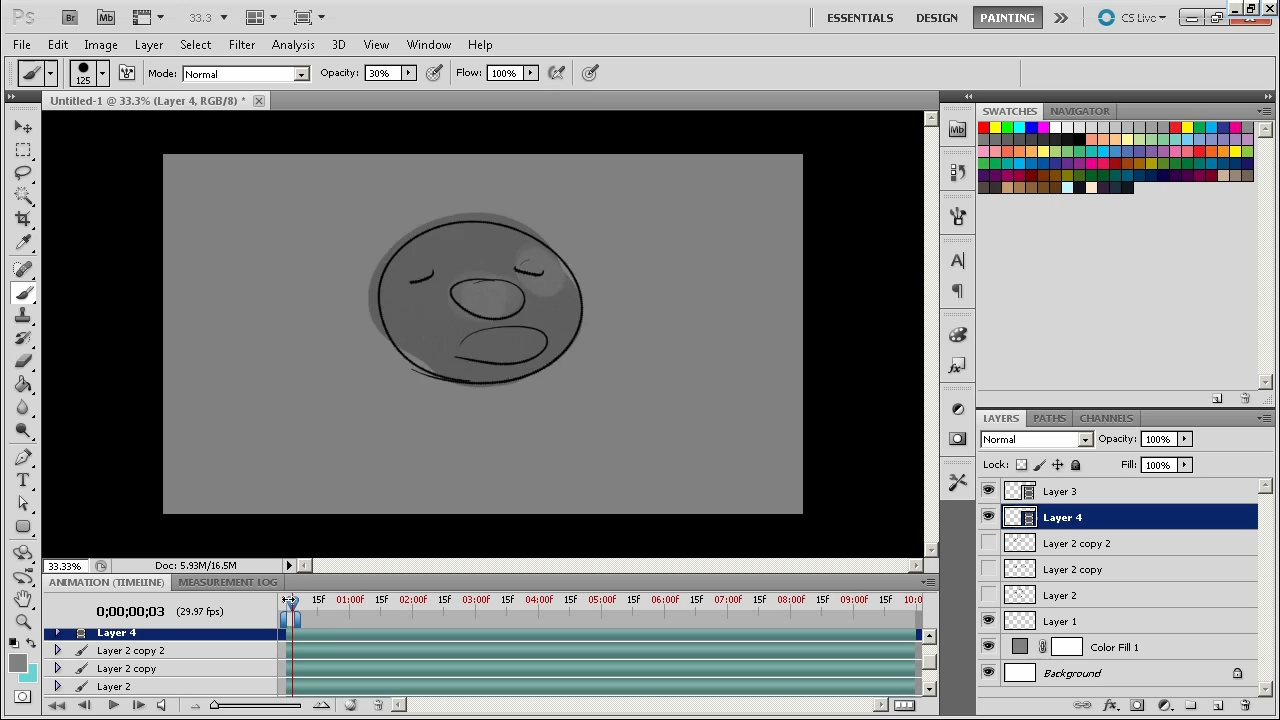 Ps Br Mb 33.3 ESSENTIALS DESIGN PAINTING CS Live
File Edit Image Layer Select Filter Analysis 3D View Window Help
125 Mode: Normal Opacity: 30% Flow: 100%
Untitled-1 @ 33.3% (Layer 4, RGB/8) *
SWATCHES NAVIGATOR
Mb
A
T
LAYERS PATHS CHANNELS
Normal Opacity: 100%
Lock: Fill: 100%
Layer 3
Layer 4
Layer 2 copy 2
Layer 2 copy
Layer 2
Layer 1
Color Fill 1
Background
33.33% Doc: 5.93M/16.5M
ANIMATION (TIMELINE) MEASUREMENT LOG
0;00;00;03 (29.97 fps) 15f 01:00f 15f 02:00f 15f 03:00f 15f 04:00f 15f 05:00f 15f 06:00f 15f 07:00f 15f 08:00f 15f 09:00f 15f 10:0
Layer 4
Layer 2 copy 2
Layer 2 copy
Layer 2